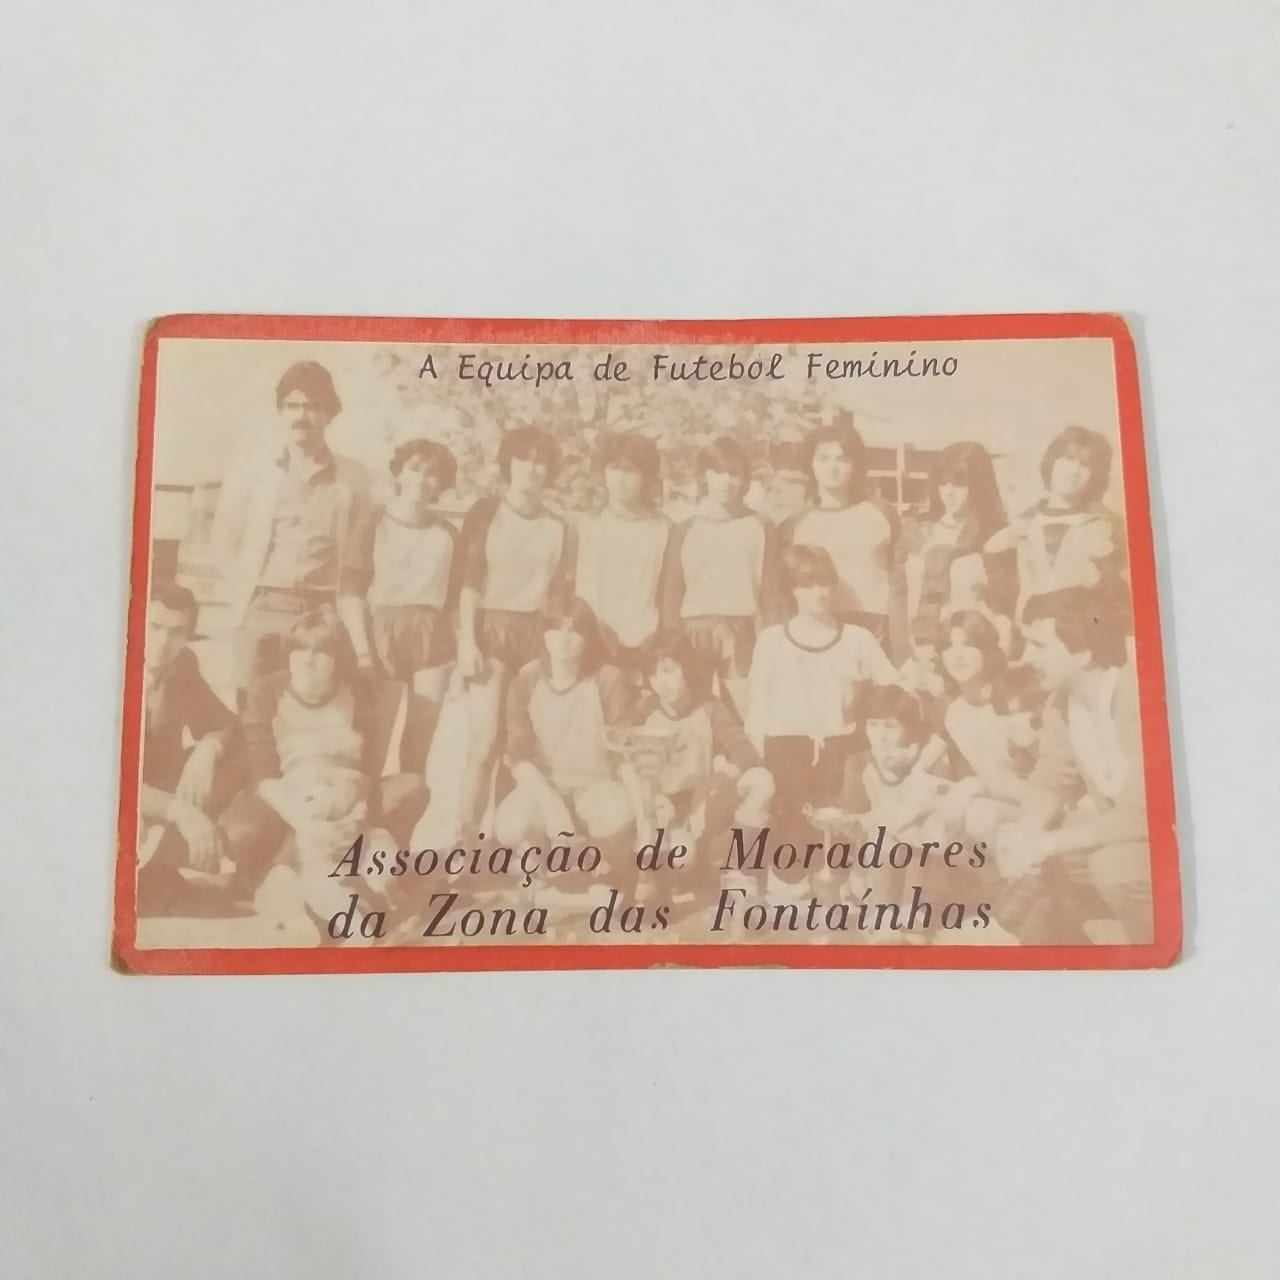 A Equipa de Futebol Feminino
Associação de Moradores
da Zona das Fontaínhas